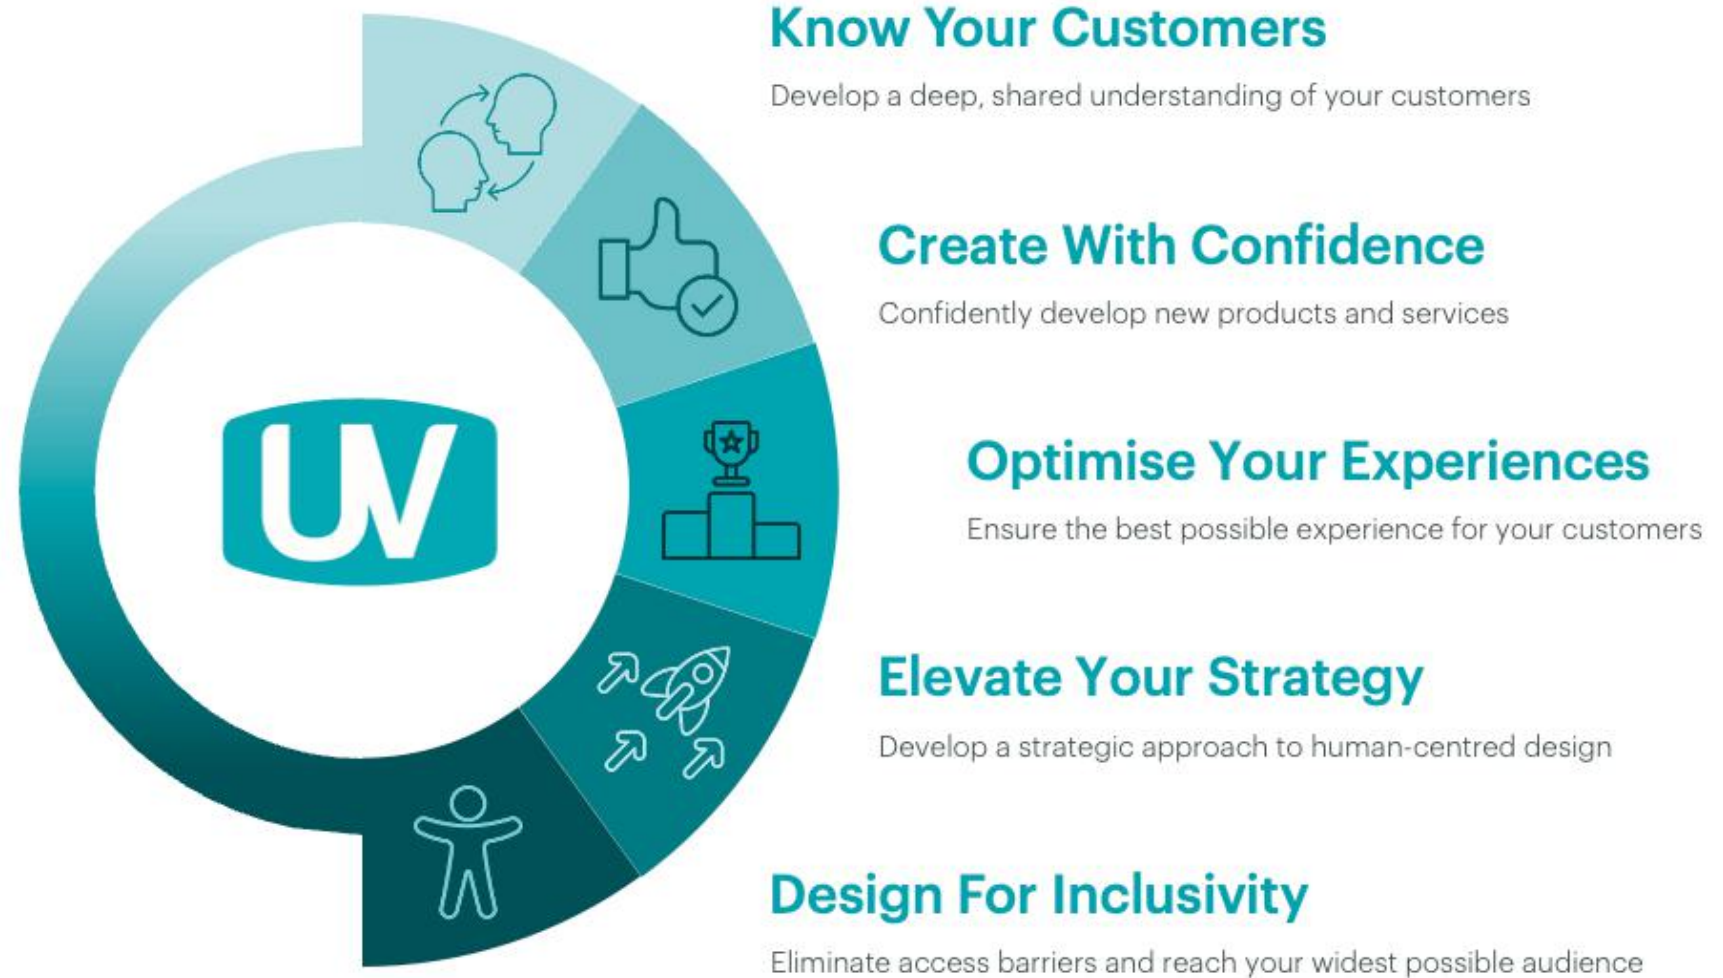 Know Your Customers
Develop a deep, shared understanding of your customers
Create With Confidence
Confidently develop new products and services
UV
Optimise Your Experiences
Ensure the best possible experience for your customers
Elevate Your Strategy
Develop a strategic approach to human-centred design
Design For Inclusivity
Eliminate access barriers and reach your widest possible audience